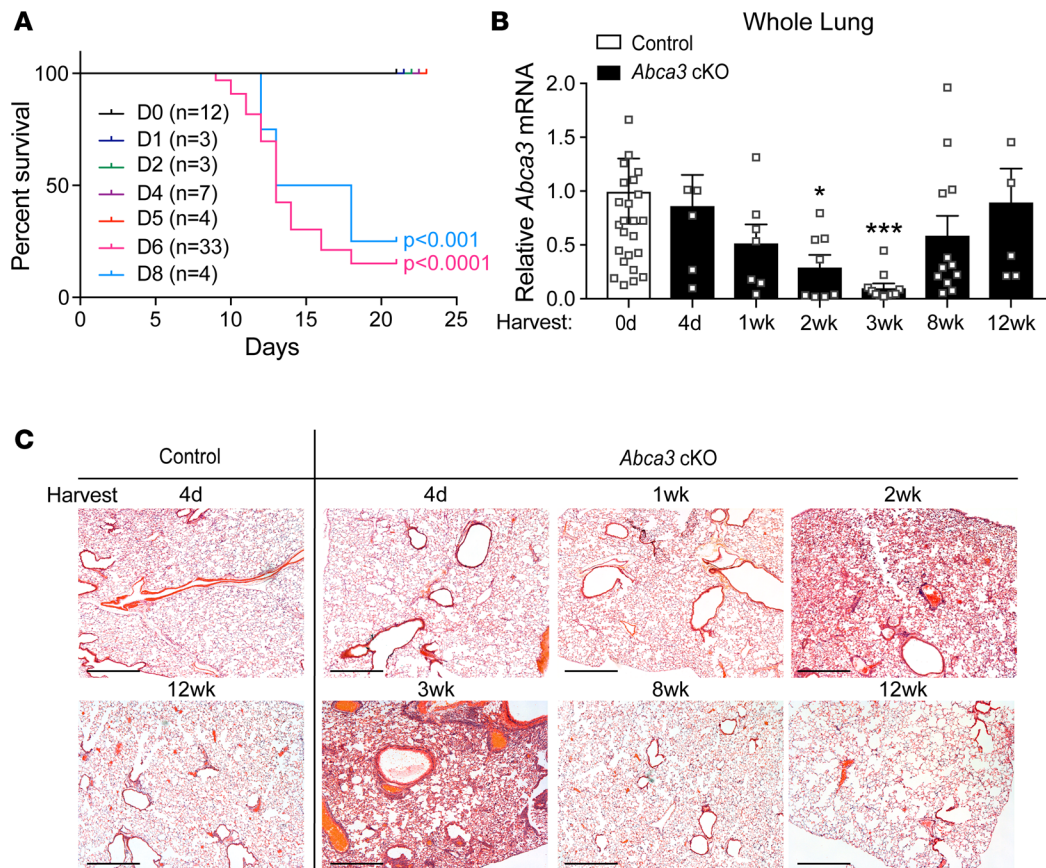 A
100
50
0
Percent survival
D0 (n=12)
D1 (n=3)
D2 (n=3)
D4 (n=7)
D5 (n=4)
D6 (n=33)
D8 (n=4)
p<0.001
p<0.0001
0 5 10 15 20 25
Days
B
Whole Lung
Control
Abca3 cKO
Relative Abca3 mRNA
2.0
1.5
1.0
0.5
0.0
*
***
Harvest: 0d 4d 1wk 2wk 3wk 8wk 12wk
C
Control Abca3 cKO
Harvest 4d 4d 1wk 2wk
12wk 3wk 8wk 12wk